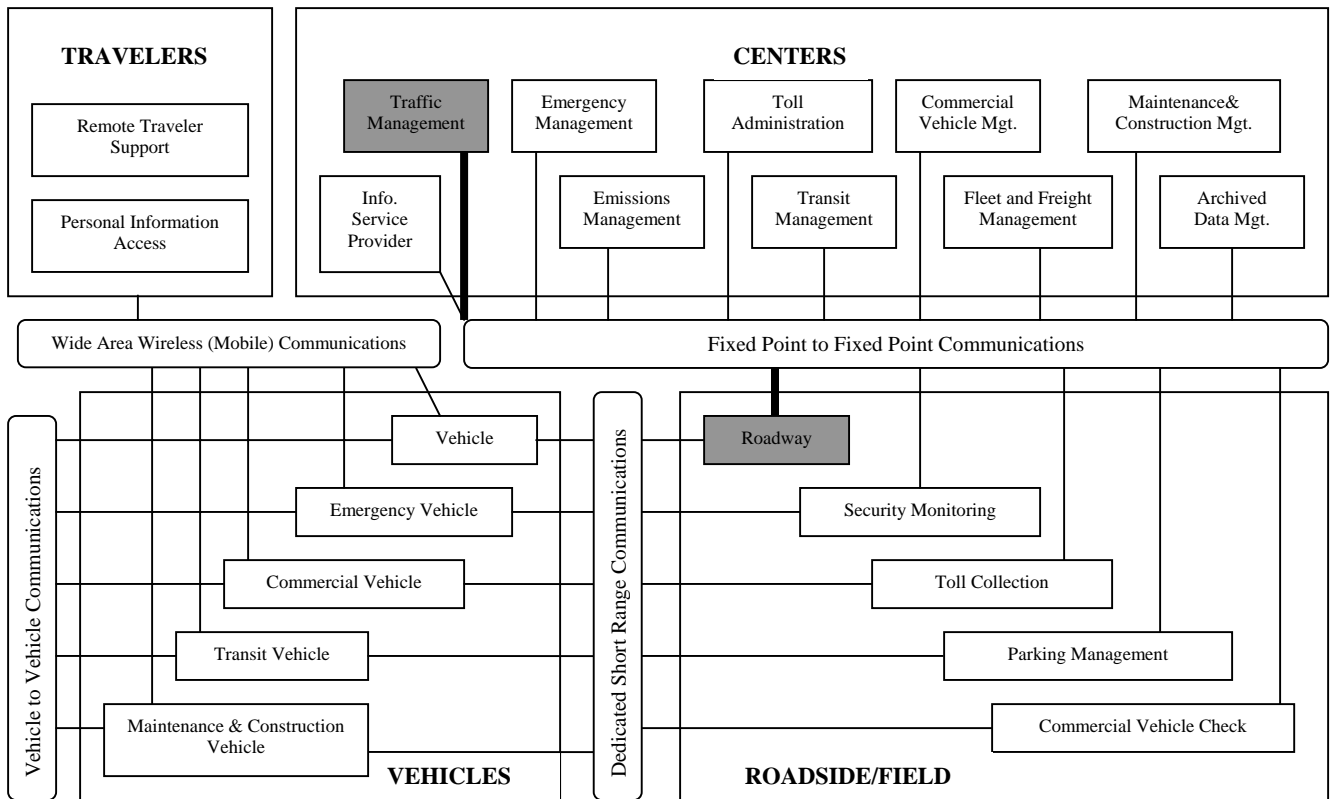 TRAVELERS
Remote Traveler
Support
Personal Information
Access
CENTERS
Traffic
Management
Emergency
Management
Toll
Administration
Commercial
Vehicle Mgt.
Maintenance&
Construction Mgt.
Info.
Service
Provider
Emissions
Management
Transit
Management
Fleet and Freight
Management
Archived
Data Mgt.
Wide Area Wireless (Mobile) Communications
Fixed Point to Fixed Point Communications
Vehicle to Vehicle Communications
Vehicle
Emergency Vehicle
Commercial Vehicle
Transit Vehicle
Maintenance & Construction
Vehicle
VEHICLES
Dedicated Short Range Communications
Roadway
Security Monitoring
Toll Collection
Parking Management
Commercial Vehicle Check
ROADSIDE/FIELD